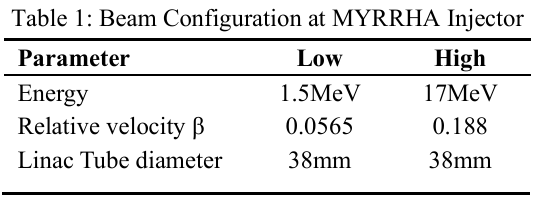 Table 1: Beam Configuration at MYRRHA Injector
Parameter Low High
Energy 1.5MeV 17MeV
Relative velocity β 0.0565 0.188
Linac Tube diameter 38mm 38mm